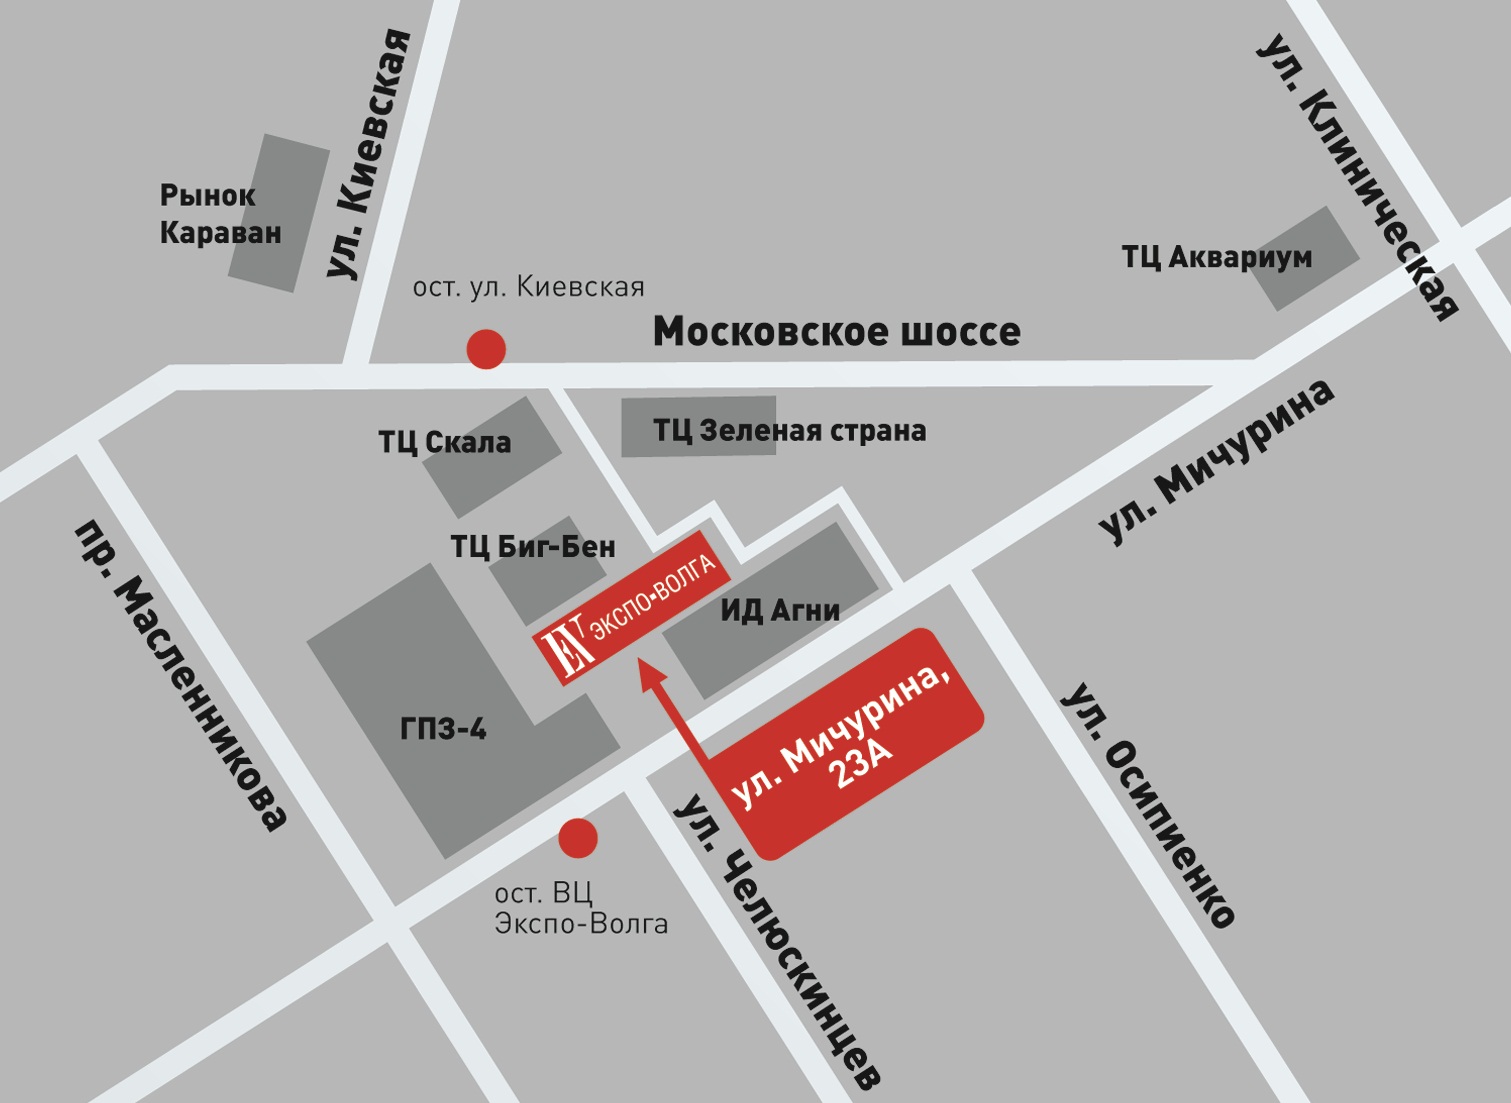 ул. Киевская
ул. Клиническая
Рынок
Караван
ТЦ Аквариум
ост. ул. Киевская
Московское шоссе
ТЦ Скала
ТЦ Зеленая страна
ул. Мичурина
пр. Масленникова
ТЦ Биг-Бен
EV ЭКСПО-ВОЛГА
ИД Агни
ГПЗ-4
ул. Мичурина,
23А
ул. Осипиенко
ул. Челюскинцев
ост. ВЦ
Экспо-Волга